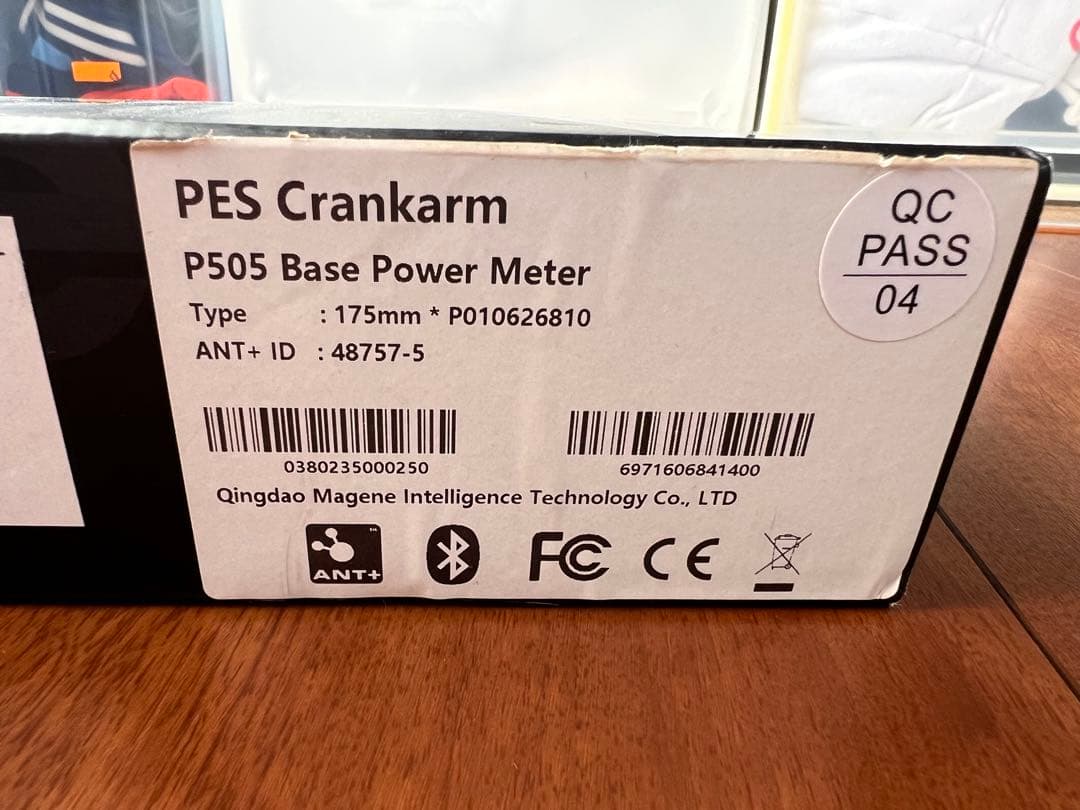 PES Crankarm
P505 Base Power Meter
Type : 175mm * P010626810
ANT+ ID : 48757-5
QC
PASS
04
0380235000250
6971606841400
Qingdao Magene Intelligence Technology Co., LTD
ANT+
FC
CE